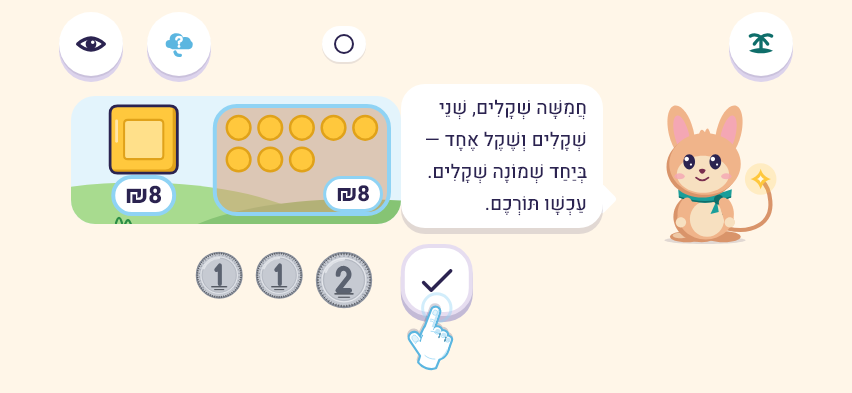 חֲמִשָּׁה שְׁקָלִים, שְׁנֵי
שְׁקָלִים וְשֶׁקֶל אֶחָד –
בְּיַחַד שְׁמוֹנָה שְׁקָלִים.
עַכְשָׁו תּוֹרְכֶם.
₪8
₪8
1
1
2
?